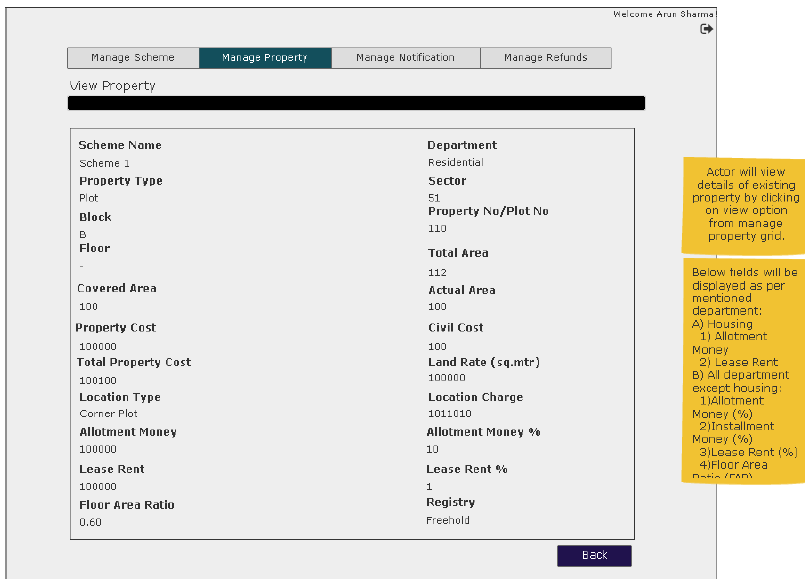 Welcome Arun Sharma!
Manage Scheme Manage Property Manage Notification Manage Refunds
View Property
Scheme Name Department
Scheme 1 Residential
Property Type Sector
Plot 51
Block Property No/Plot No
B 110
Floor Total Area
- 112
Covered Area Actual Area
100 100
Property Cost Civil Cost
100000 100
Total Property Cost Land Rate (sq.mtr)
100100 100000
Location Type Location Charge
Corner Plot 1011010
Allotment Money Allotment Money %
100000 10
Lease Rent Lease Rent %
100000 1
Floor Area Ratio Registry
0.60 Freehold
Back
Actor will view
details of existing
property by clicking
on view option
from manage
property grid.
Below fields will be
displayed as per
mentioned
department:
A) Housing
1) Allotment
Money
2) Lease Rent
B) All department
except housing:
1)Allotment
Money (%)
2)Installment
Money (%)
3)Lease Rent (%)
4)Floor Area
Ratio (FAR)